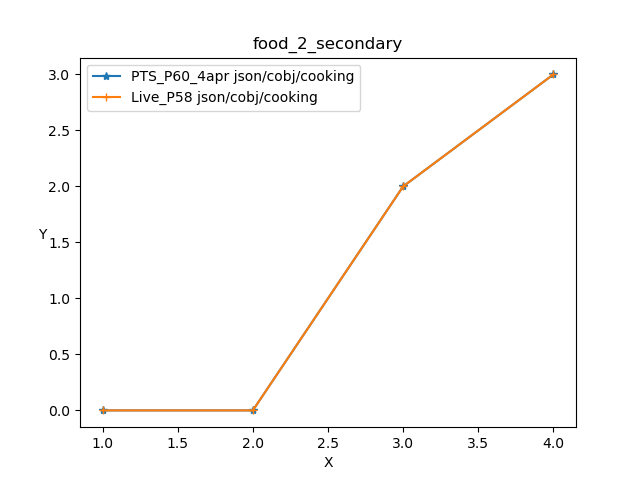 food_2_secondary
PTS_P60_4apr json/cobj/cooking
Live_P58 json/cobj/cooking
Y
3.0
2.5
2.0
1.5
1.0
0.5
0.0
1.0 1.5 2.0 2.5 3.0 3.5 4.0
X